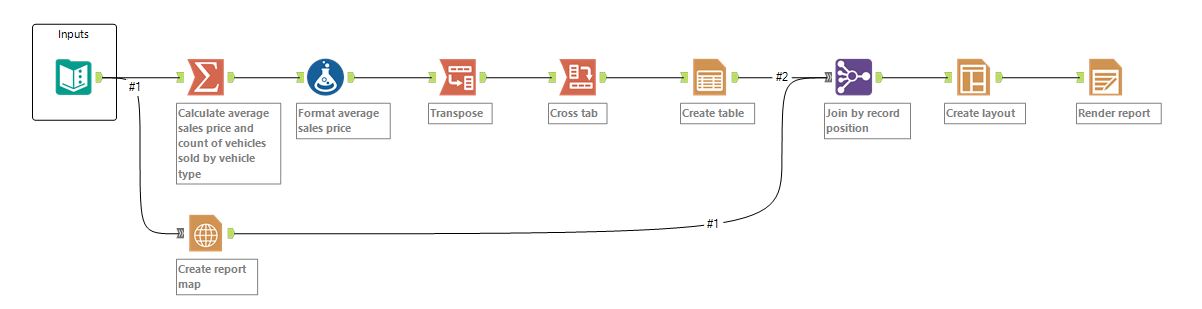 Inputs
#1
Calculate average
sales price and
count of vehicles
sold by vehicle
type
Format average
sales price
Transpose
Cross tab
Create table
#2
Join by record
position
Create layout
Render report
#1
Create report
map